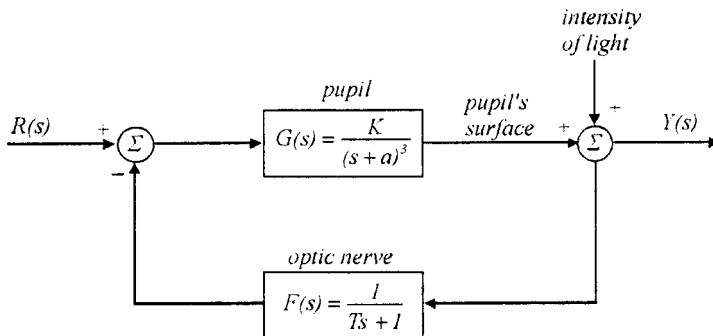 intensity
of light
pupil
pupil's
surface
R(s)
+
Σ
−
G(s) = K / (s + a)³
+
+
Σ
Y(s)
optic nerve
F(s) = 1 / Ts + 1